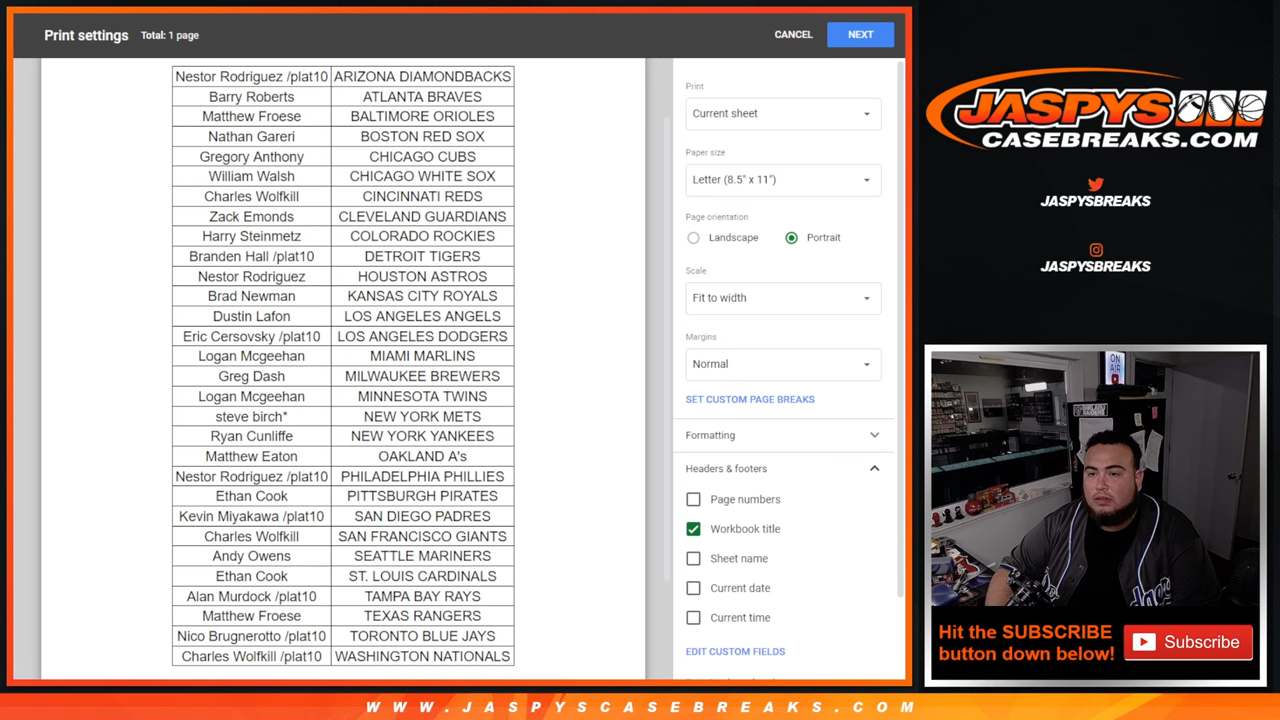 Print settings Total: 1 page CANCEL NEXT
Nestor Rodriguez /plat10 ARIZONA DIAMONDBACKS
Barry Roberts ATLANTA BRAVES
Matthew Froese BALTIMORE ORIOLES
Nathan Gareri BOSTON RED SOX
Gregory Anthony CHICAGO CUBS
William Walsh CHICAGO WHITE SOX
Charles Wolfkill CINCINNATI REDS
Zack Emonds CLEVELAND GUARDIANS
Harry Steinmetz COLORADO ROCKIES
Branden Hall /plat10 DETROIT TIGERS
Nestor Rodriguez HOUSTON ASTROS
Brad Newman KANSAS CITY ROYALS
Dustin Lafon LOS ANGELES ANGELS
Eric Cersovsky /plat10 LOS ANGELES DODGERS
Logan Mcgeehan MIAMI MARLINS
Greg Dash MILWAUKEE BREWERS
Logan Mcgeehan MINNESOTA TWINS
steve birch* NEW YORK METS
Ryan Cunliffe NEW YORK YANKEES
Matthew Eaton OAKLAND A's
Nestor Rodriguez /plat10 PHILADELPHIA PHILLIES
Ethan Cook PITTSBURGH PIRATES
Kevin Miyakawa /plat10 SAN DIEGO PADRES
Charles Wolfkill SAN FRANCISCO GIANTS
Andy Owens SEATTLE MARINERS
Ethan Cook ST. LOUIS CARDINALS
Alan Murdock /plat10 TAMPA BAY RAYS
Matthew Froese TEXAS RANGERS
Nico Brugnerotto /plat10 TORONTO BLUE JAYS
Charles Wolfkill /plat10 WASHINGTON NATIONALS
Print
Current sheet
Paper size
Letter (8.5" x 11")
Page orientation
Landscape Portrait
Scale
Fit to width
Margins
Normal
SET CUSTOM PAGE BREAKS
Formatting
Headers & footers
Page numbers
Workbook title
Sheet name
Current date
Current time
EDIT CUSTOM FIELDS
JASPYS
CASEBREAKS.COM
JASPYSBREAKS
JASPYSBREAKS
ON
AIR
Hit the SUBSCRIBE
button down below!
Subscribe
WWW.JASPYSCASEBREAKS.COM